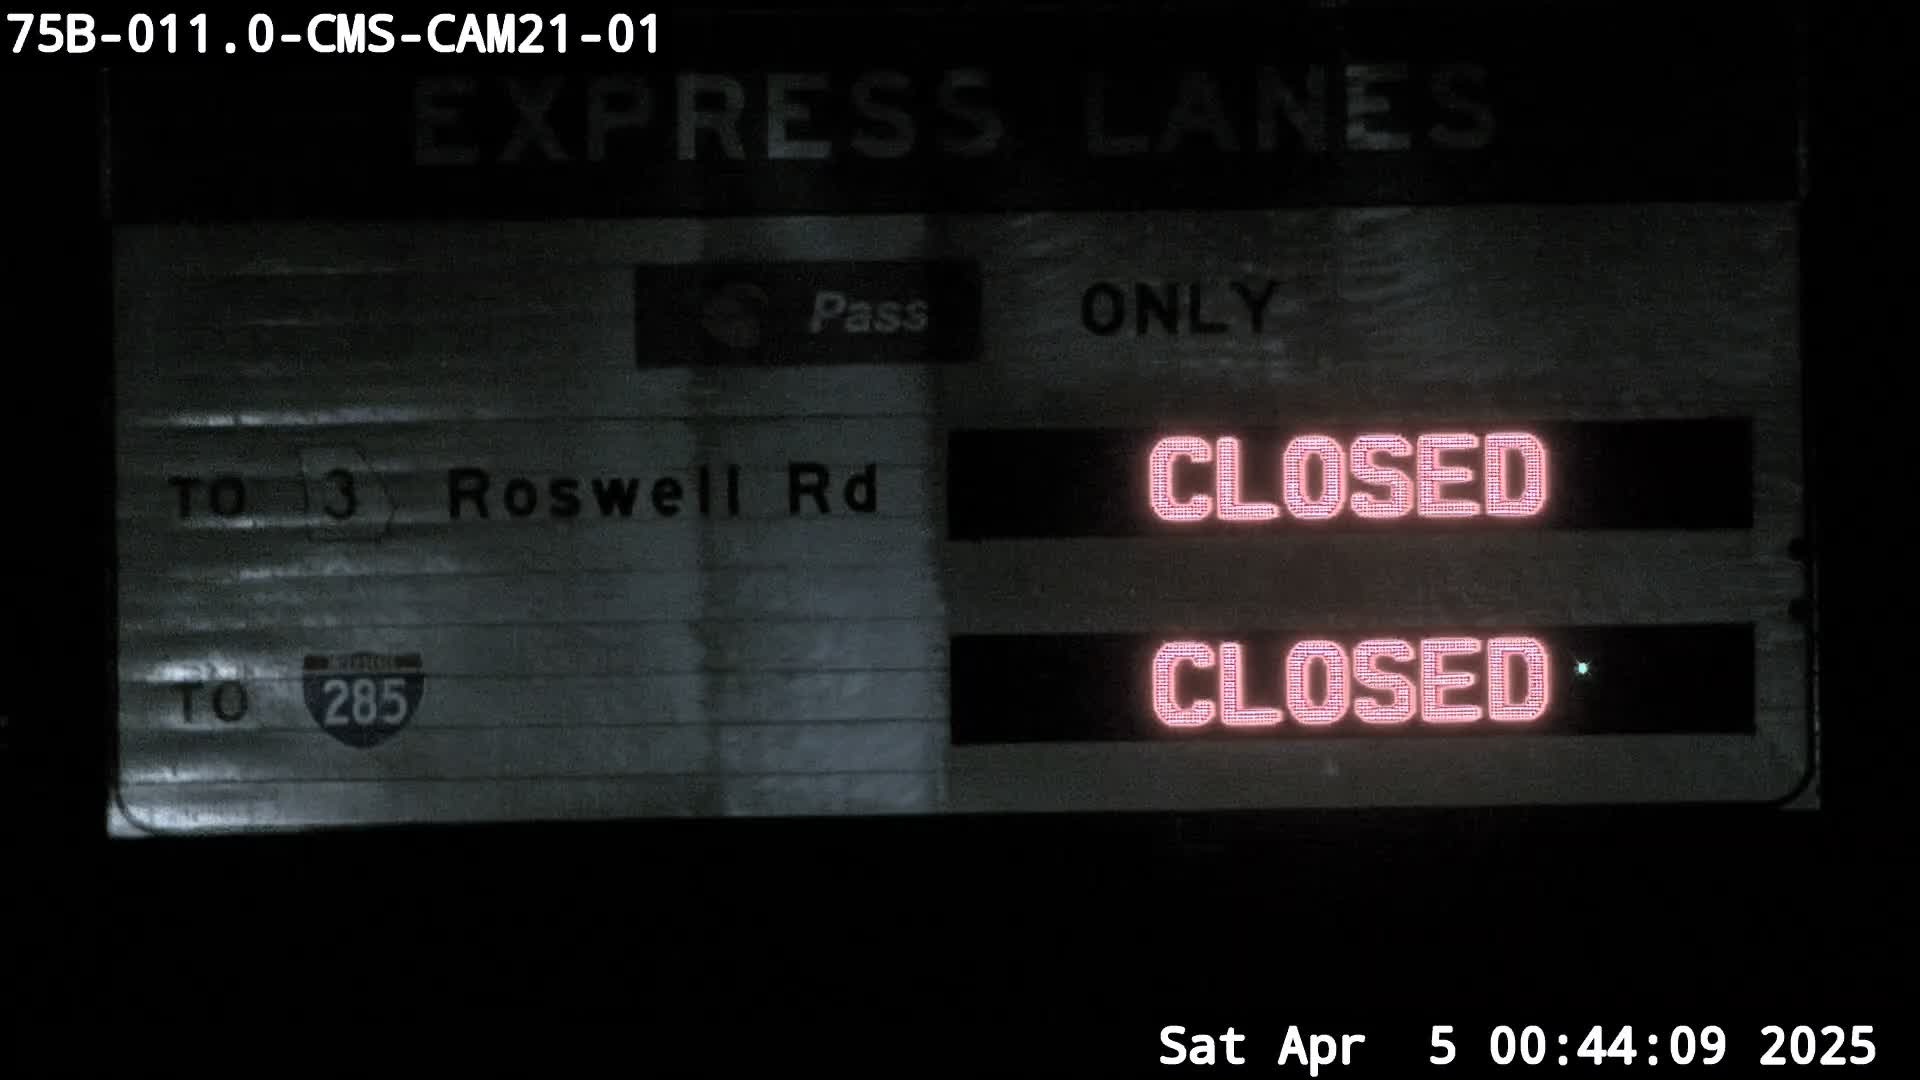 75B-011.0-CMS-CAM21-01
EXPRESS LANES
Pass ONLY
TO 3 Roswell Rd CLOSED
TO 285 CLOSED
Sat Apr 5 00:44:09 2025